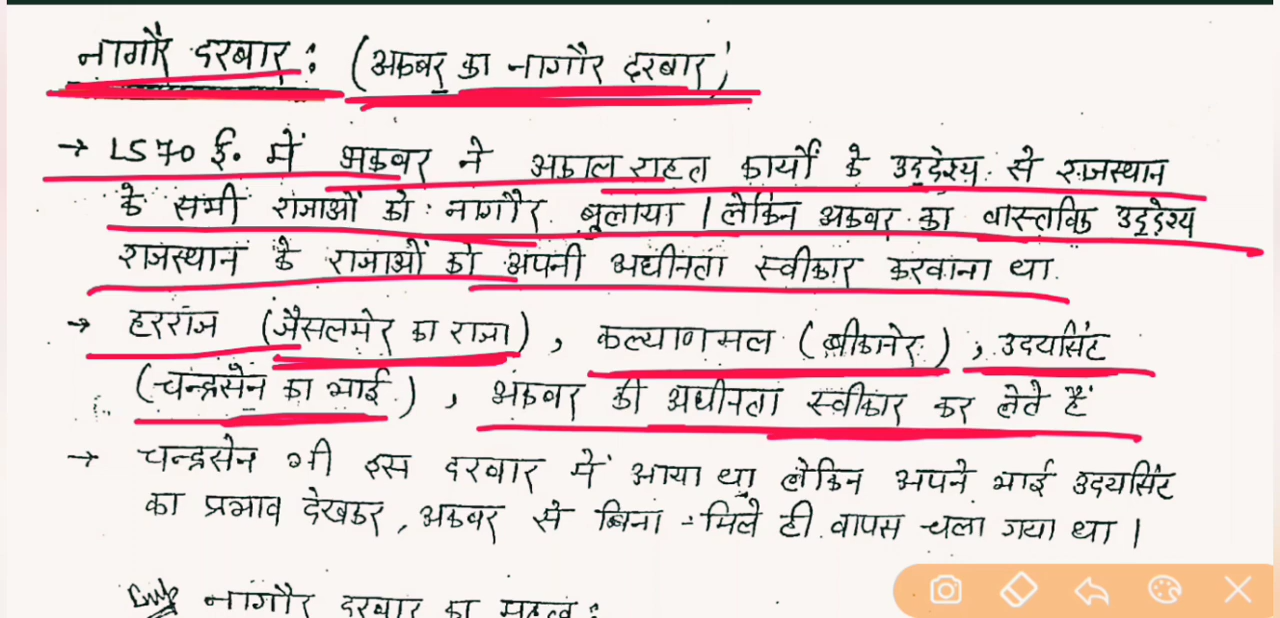 नागौर दरबार : (अकबर का नागौर दरबार)
→ 1570 ई. में अकबर ने अकाल राहत कार्यों के उद्देश्य से राजस्थान
के सभी राजाओं को नागौर बुलाया । लेकिन अकबर का वास्तविक उद्देश्य
राजस्थान के राजाओं को अपनी अधीनता स्वीकार करवाना था.
→ हरराज (जैसलमेर का राजा) , कल्याणमल (बीकानेर) , उदयसिंह
(चन्द्रसेन का भाई) , अकबर की अधीनता स्वीकार कर लेते हैं
→ चन्द्रसेन भी इस दरबार में आया था लेकिन अपने भाई उदयसिंह
का प्रभाव देखकर , अकबर से बिना - मिले ही वापस चला गया था ।
Imp नागौर दरबार का महत्व :